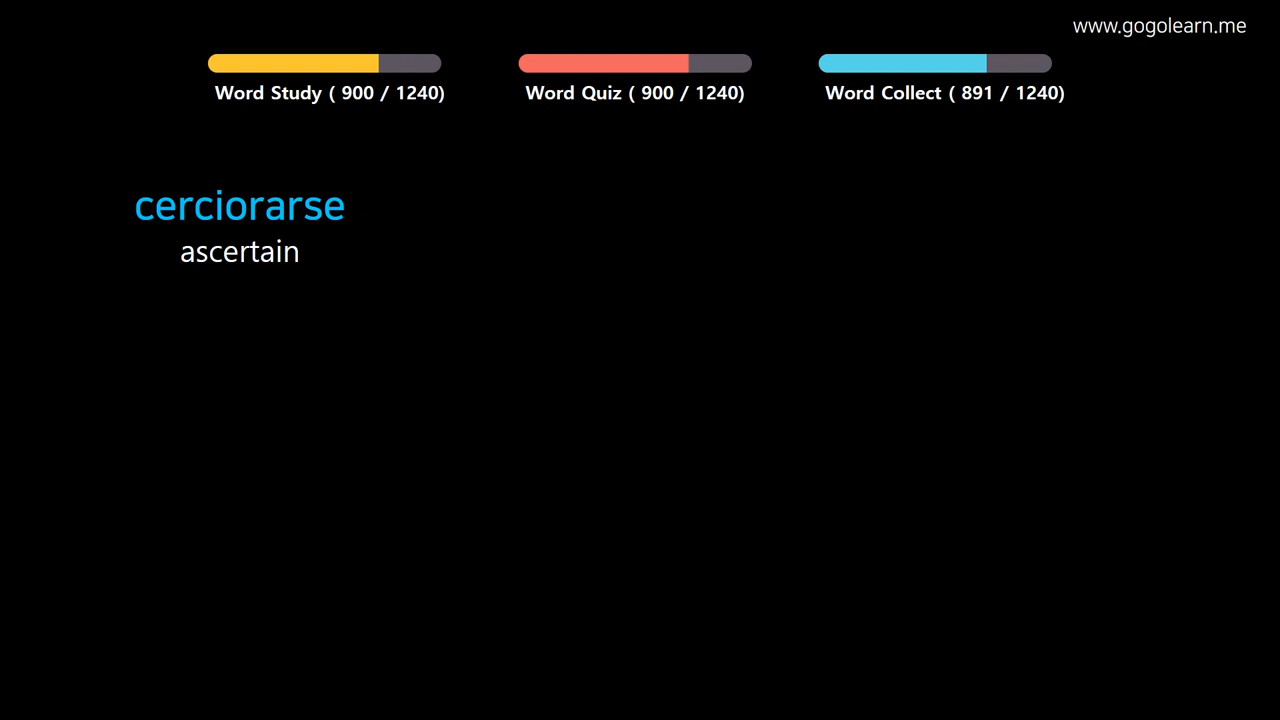 www.gogolearn.me
Word Study ( 900 / 1240)
Word Quiz ( 900 / 1240)
Word Collect ( 891 / 1240)
cerciorarse
ascertain